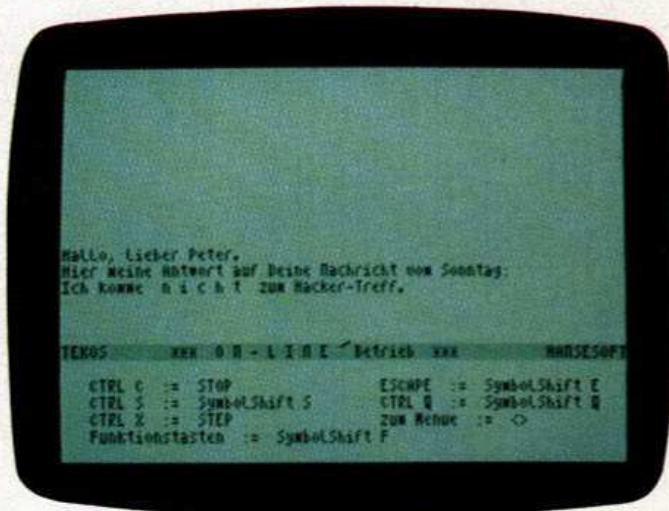 Hallo, lieber Peter.
Hier meine Antwort auf Deine Nachricht vom Sonntag:
Ich komme n i c h t zum Hacker-Treff.
TEKOS xxx O N - L I N E Betrieb xxx HANSESOFT
CTRL C := STOP ESCAPE := SymbolShift E
CTRL S := SymbolShift S CTRL Q := SymbolShift Q
CTRL X := STEP zum Menue := <>
Funktionstasten := SymbolShift F